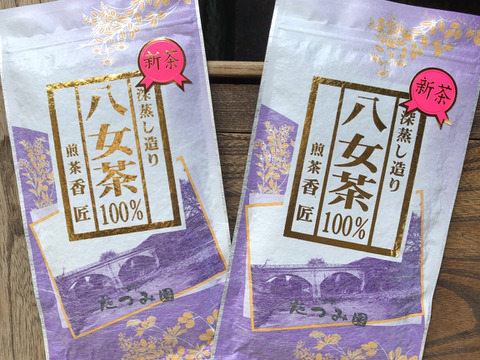 新茶
深蒸し造り
八女茶
100%
煎茶香匠
たつみ園
新茶
深蒸し造り
八女茶
100%
煎茶香匠
たつみ園